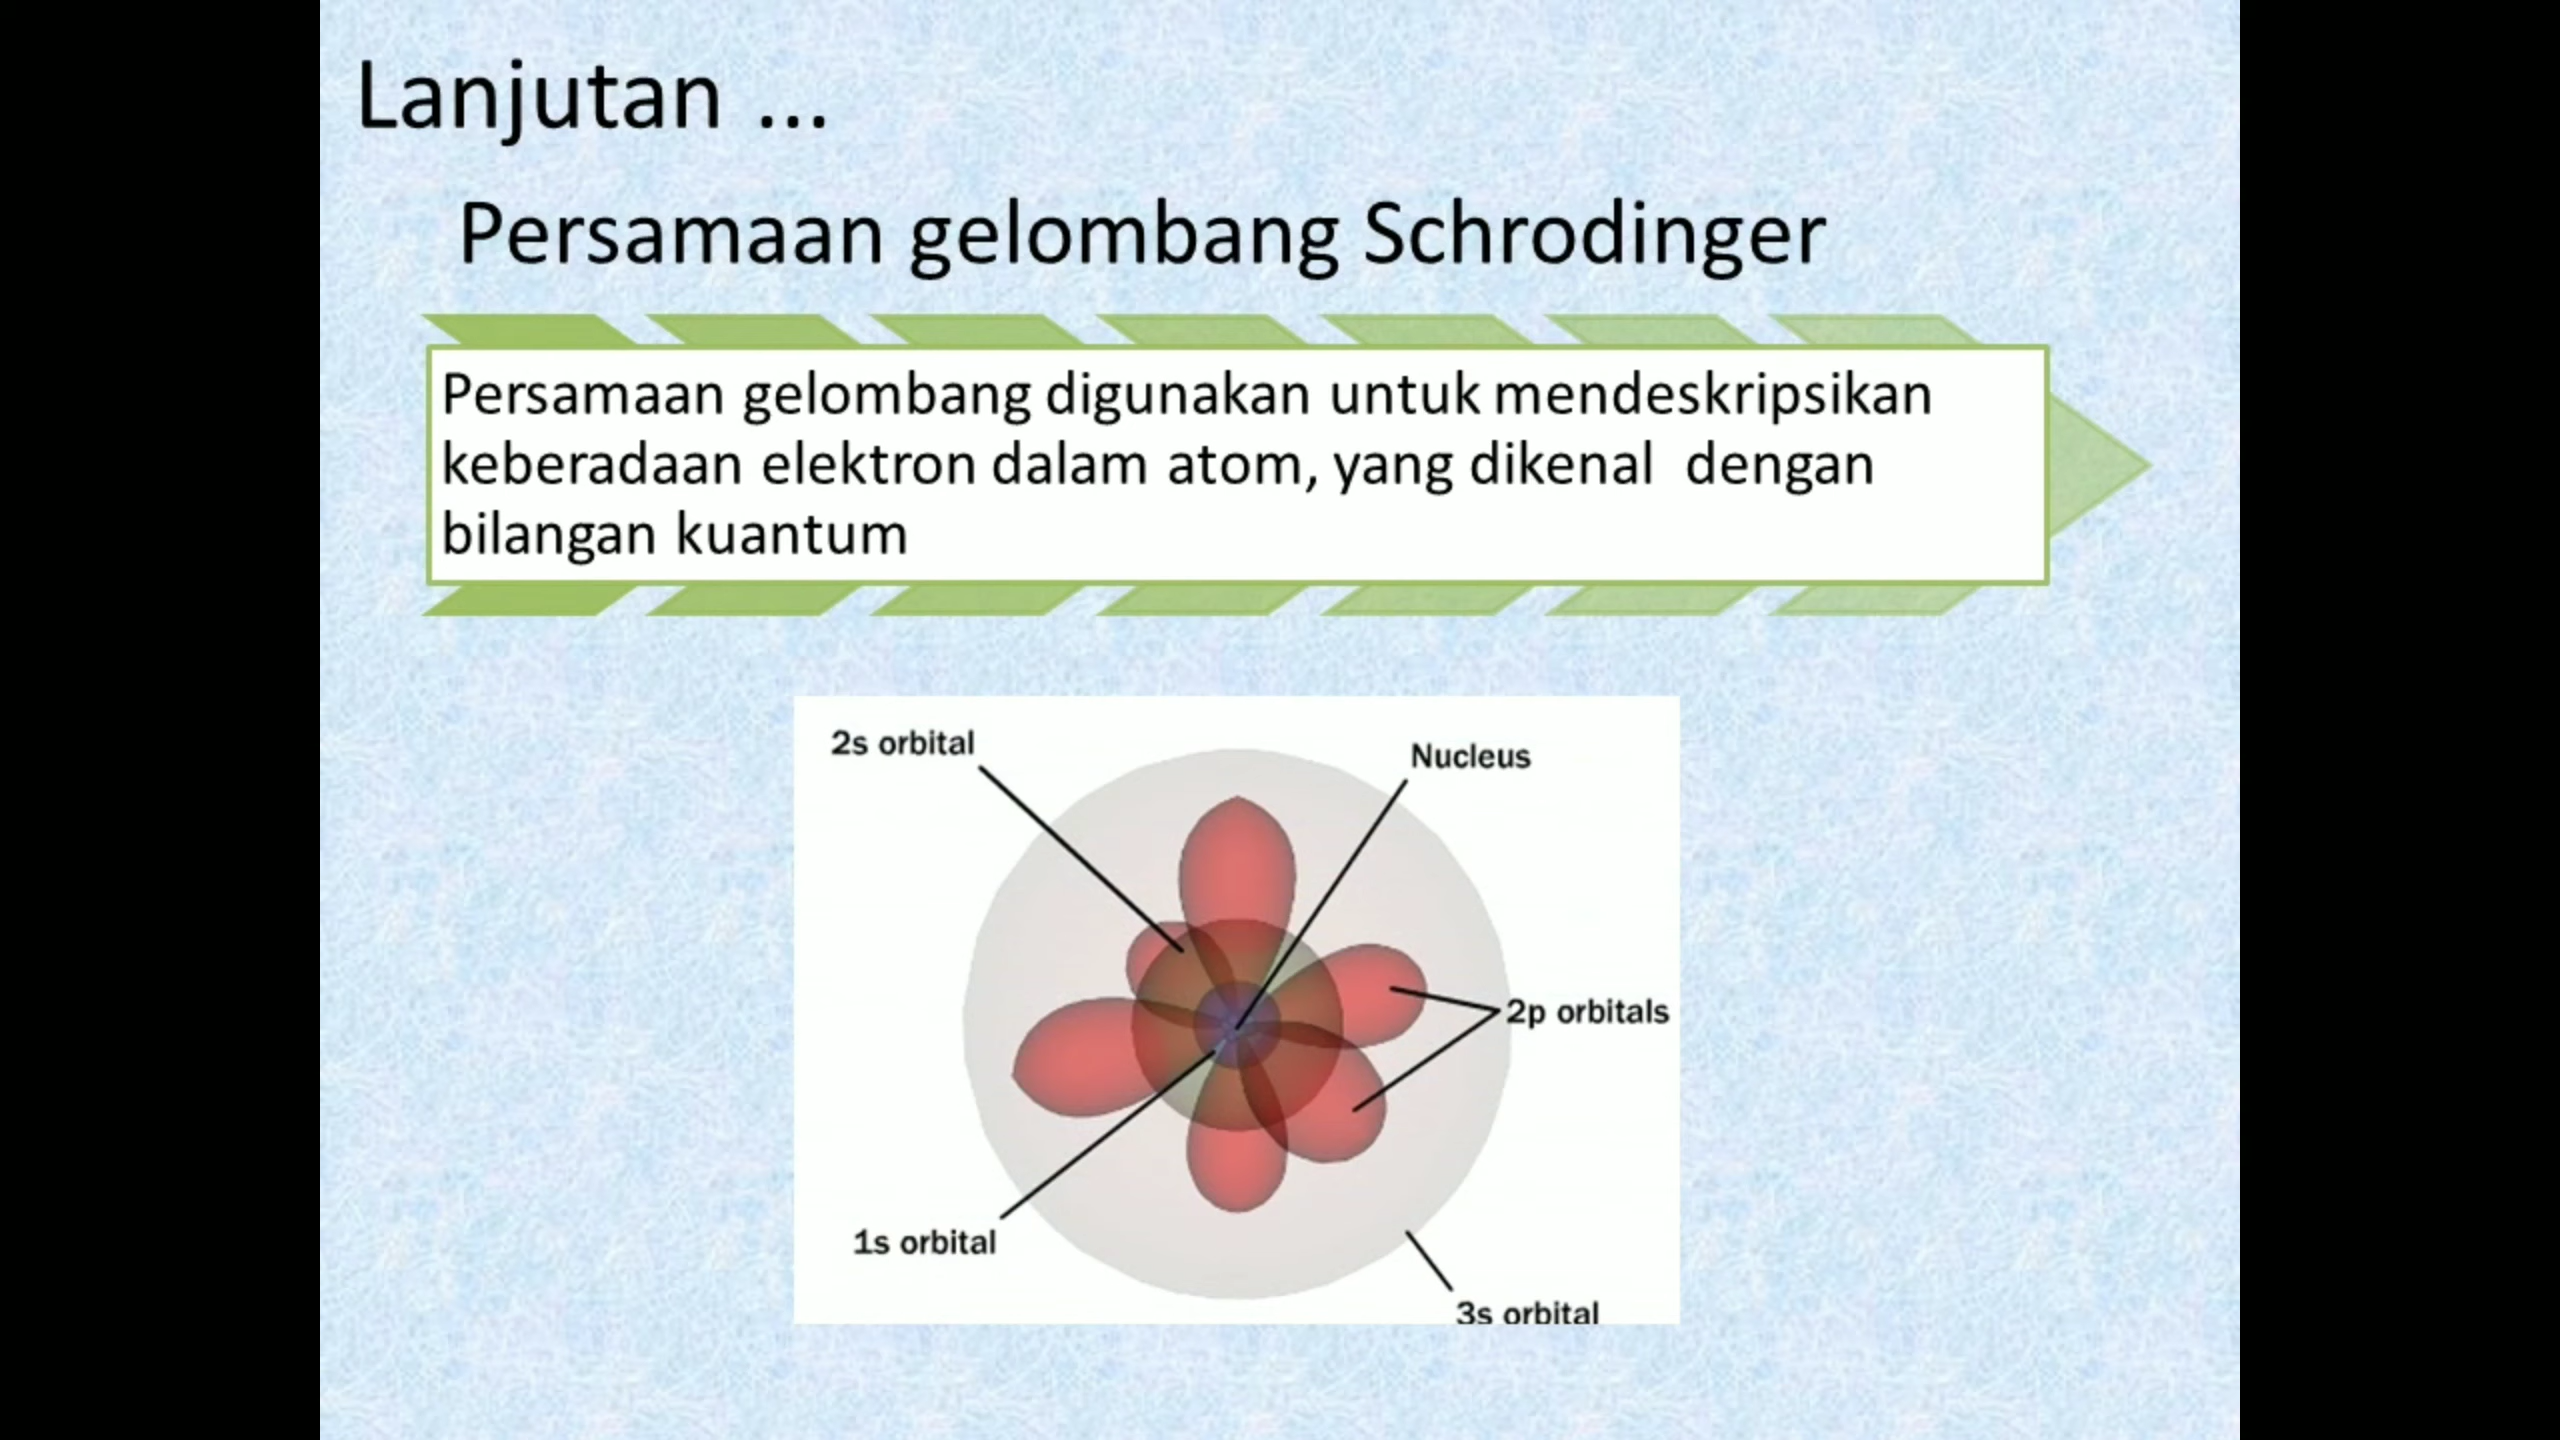 Lanjutan ...
Persamaan gelombang Schrodinger
Persamaan gelombang digunakan untuk mendeskripsikan
keberadaan elektron dalam atom, yang dikenal dengan
bilangan kuantum
2s orbital
Nucleus
2p orbitals
1s orbital
3s orbital